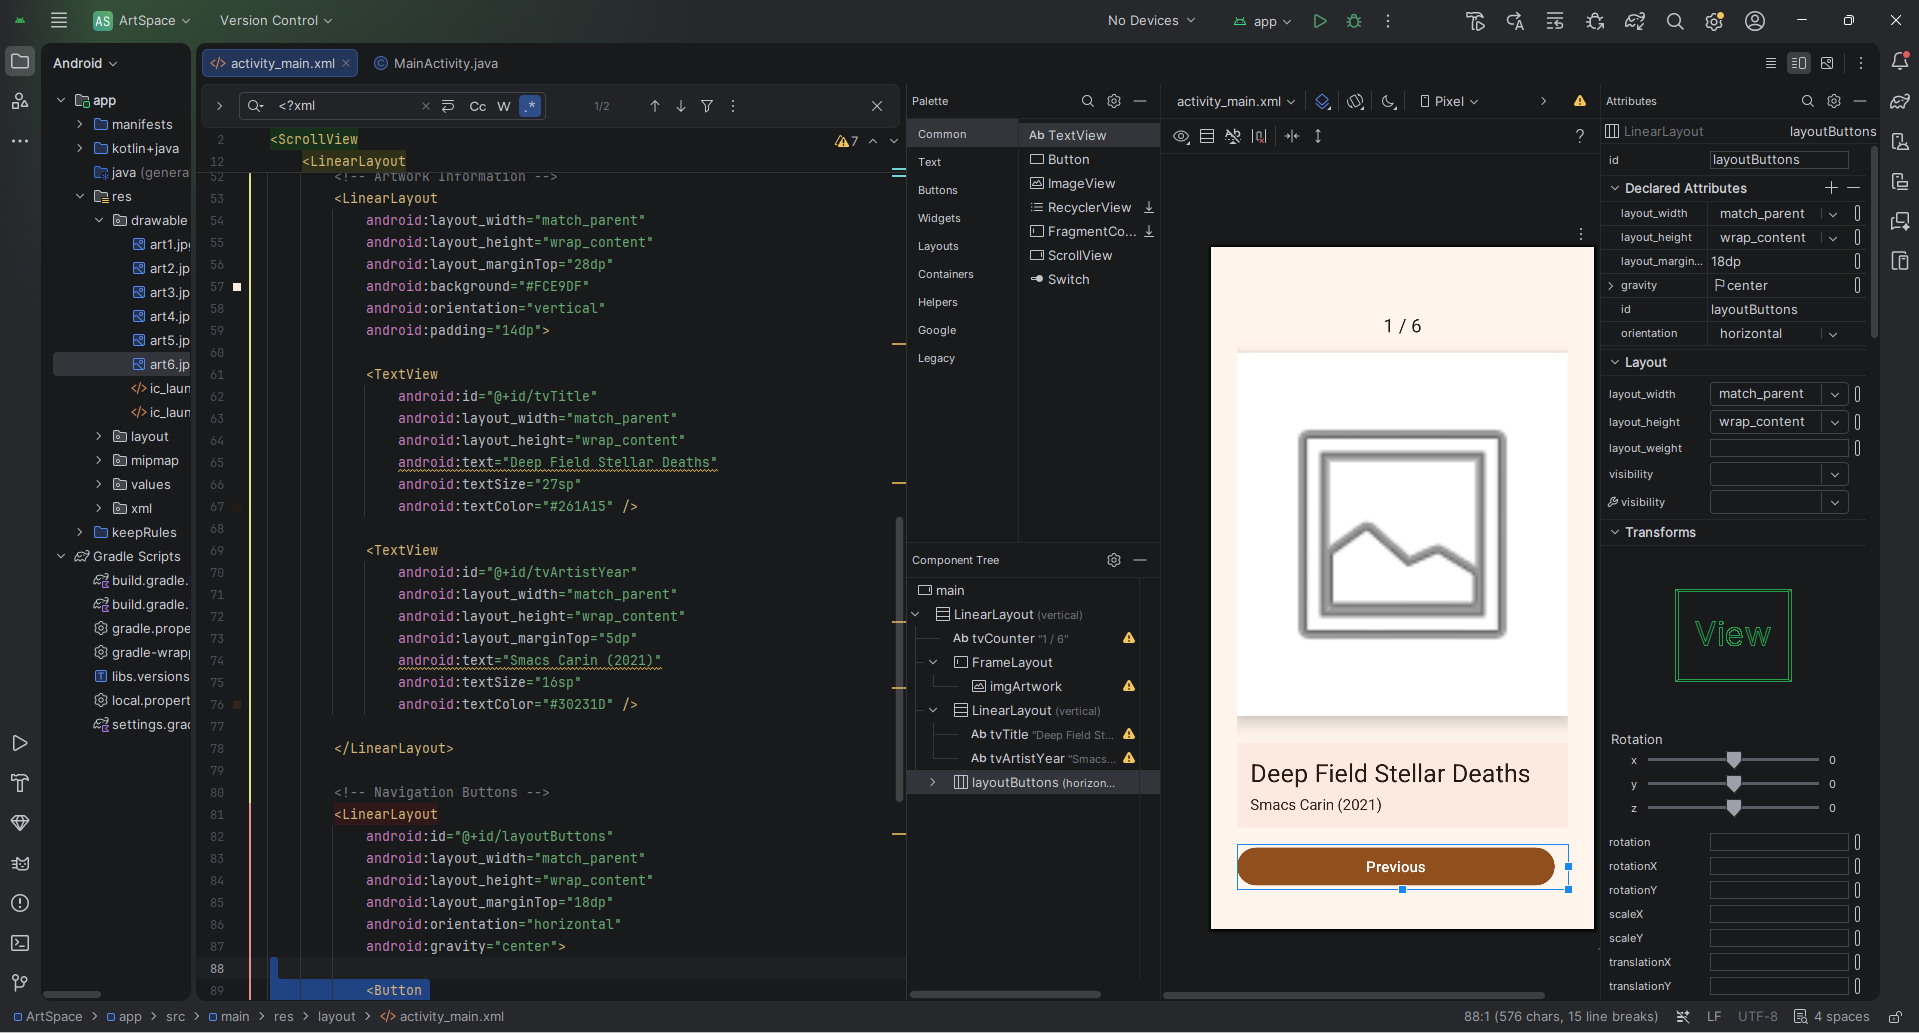 AS ArtSpace
Version Control
No Devices
app
Android
activity_main.xml
MainActivity.java
<?xml
Cc
W
.*
1/2
app
manifests
kotlin+java
java (genera
res
drawable
art1.jp
art2.jp
art3.jp
art4.jp
art5.jp
art6.jp
ic_laun
ic_laun
layout
mipmap
values
xml
keepRules
Gradle Scripts
build.gradle.
build.gradle.
gradle.prope
gradle-wrapp
libs.versions
local.propert
settings.grad
2 <ScrollView
7
12 <LinearLayout
52 <!-- Artwork Information -->
53 <LinearLayout
54 android:layout_width="match_parent"
55 android:layout_height="wrap_content"
56 android:layout_marginTop="28dp"
57 android:background="#FCE9DF"
58 android:orientation="vertical"
59 android:padding="14dp">
60
61 <TextView
62 android:id="@+id/tvTitle"
63 android:layout_width="match_parent"
64 android:layout_height="wrap_content"
65 android:text="Deep Field Stellar Deaths"
66 android:textSize="27sp"
67 android:textColor="#261A15" />
68
69 <TextView
70 android:id="@+id/tvArtistYear"
71 android:layout_width="match_parent"
72 android:layout_height="wrap_content"
73 android:layout_marginTop="5dp"
74 android:text="Smacs Carin (2021)"
75 android:textSize="16sp"
76 android:textColor="#30231D" />
77
78 </LinearLayout>
79
80 <!-- Navigation Buttons -->
81 <LinearLayout
82 android:id="@+id/layoutButtons"
83 android:layout_width="match_parent"
84 android:layout_height="wrap_content"
85 android:layout_marginTop="18dp"
86 android:orientation="horizontal"
87 android:gravity="center">
88
89 <Button
Palette
Common
Text
Buttons
Widgets
Layouts
Containers
Helpers
Google
Legacy
Ab TextView
Button
ImageView
RecyclerView
FragmentCo...
ScrollView
Switch
Component Tree
main
LinearLayout (vertical)
Ab tvCounter "1 / 6"
FrameLayout
imgArtwork
LinearLayout (vertical)
Ab tvTitle "Deep Field St...
Ab tvArtistYear "Smacs...
layoutButtons (horizon...
activity_main.xml
Pixel
?
1 / 6
Deep Field Stellar Deaths
Smacs Carin (2021)
Previous
Attributes
LinearLayout layoutButtons
id layoutButtons
Declared Attributes
layout_width match_parent
layout_height wrap_content
layout_margin... 18dp
gravity center
id layoutButtons
orientation horizontal
Layout
layout_width match_parent
layout_height wrap_content
layout_weight
visibility
visibility
Transforms
View
Rotation
x 0
y 0
z 0
rotation
rotationX
rotationY
scaleX
scaleY
translationX
translationY
ArtSpace > app > src > main > res > layout > activity_main.xml
88:1 (576 chars, 15 line breaks)
LF
UTF-8
4 spaces